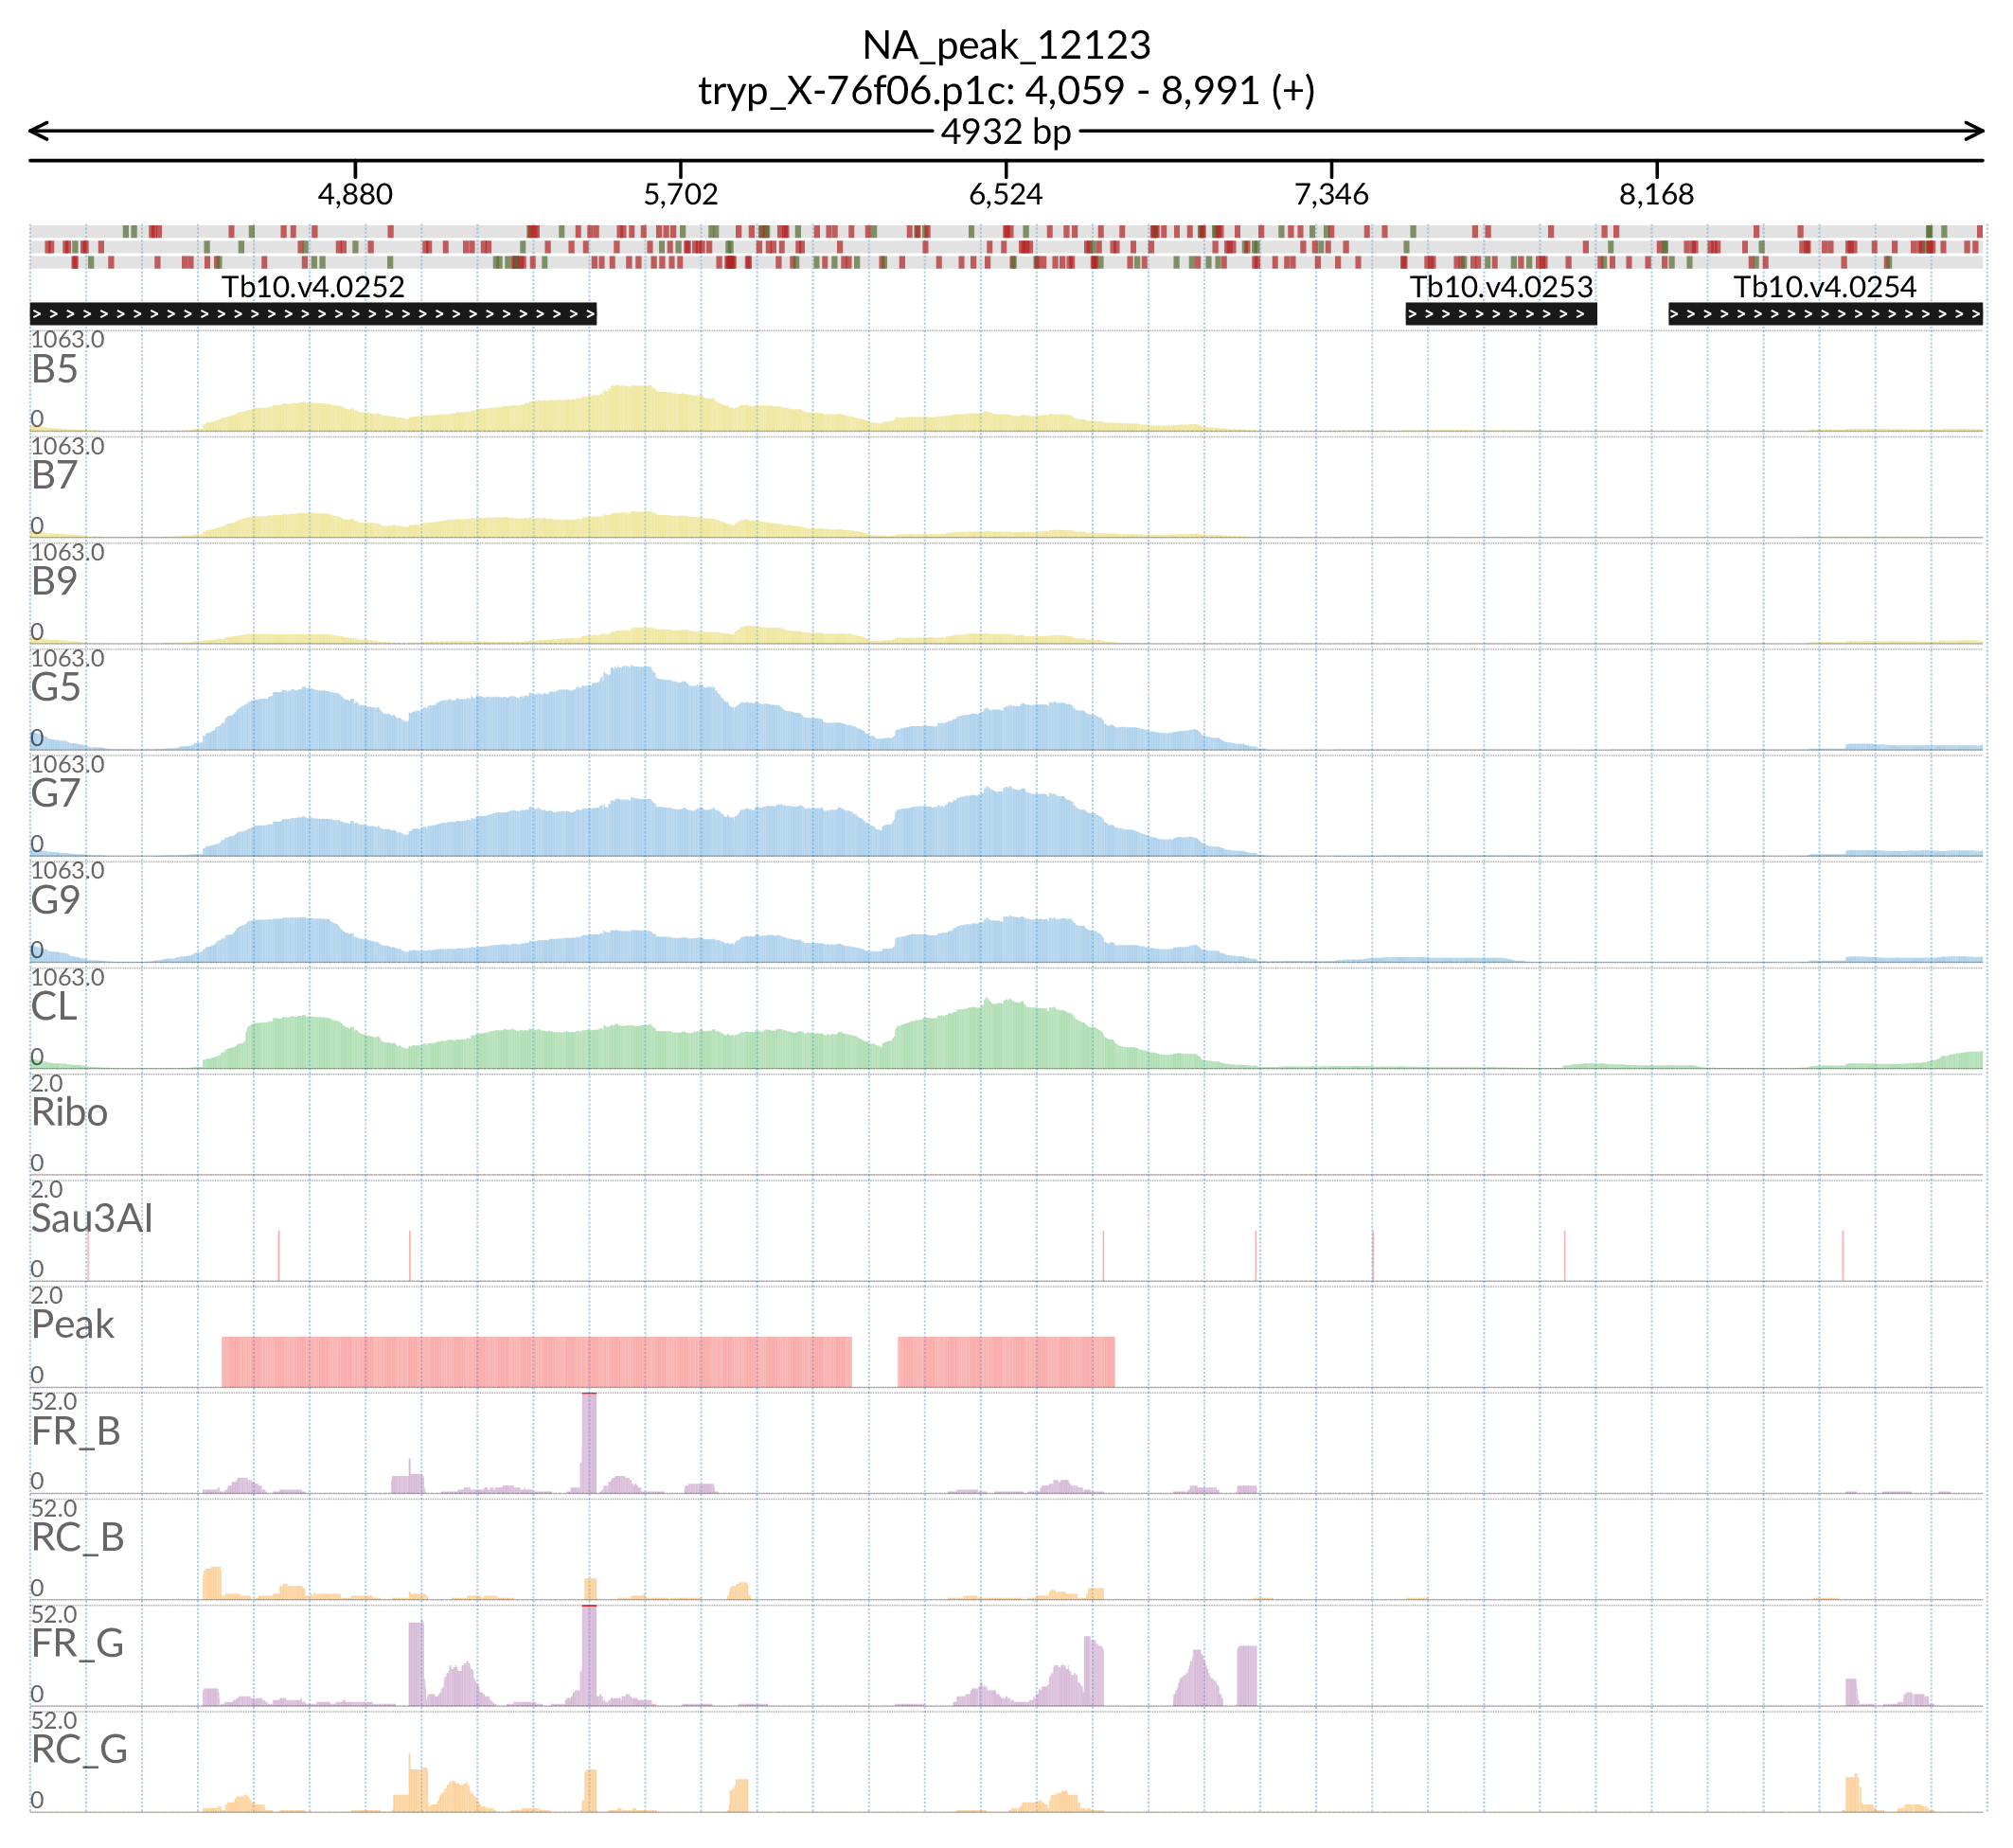 NA_peak_12123
tryp_X-76f06.p1c: 4,059 - 8,991 (+)
4932 bp
4,880 5,702 6,524 7,346 8,168
Tb10.v4.0252 Tb10.v4.0253 Tb10.v4.0254
1063.0
B5
0
1063.0
B7
0
1063.0
B9
0
1063.0
G5
0
1063.0
G7
0
1063.0
G9
0
1063.0
CL
0
2.0
Ribo
0
2.0
Sau3AI
0
2.0
Peak
0
52.0
FR_B
0
52.0
RC_B
0
52.0
FR_G
0
52.0
RC_G
0